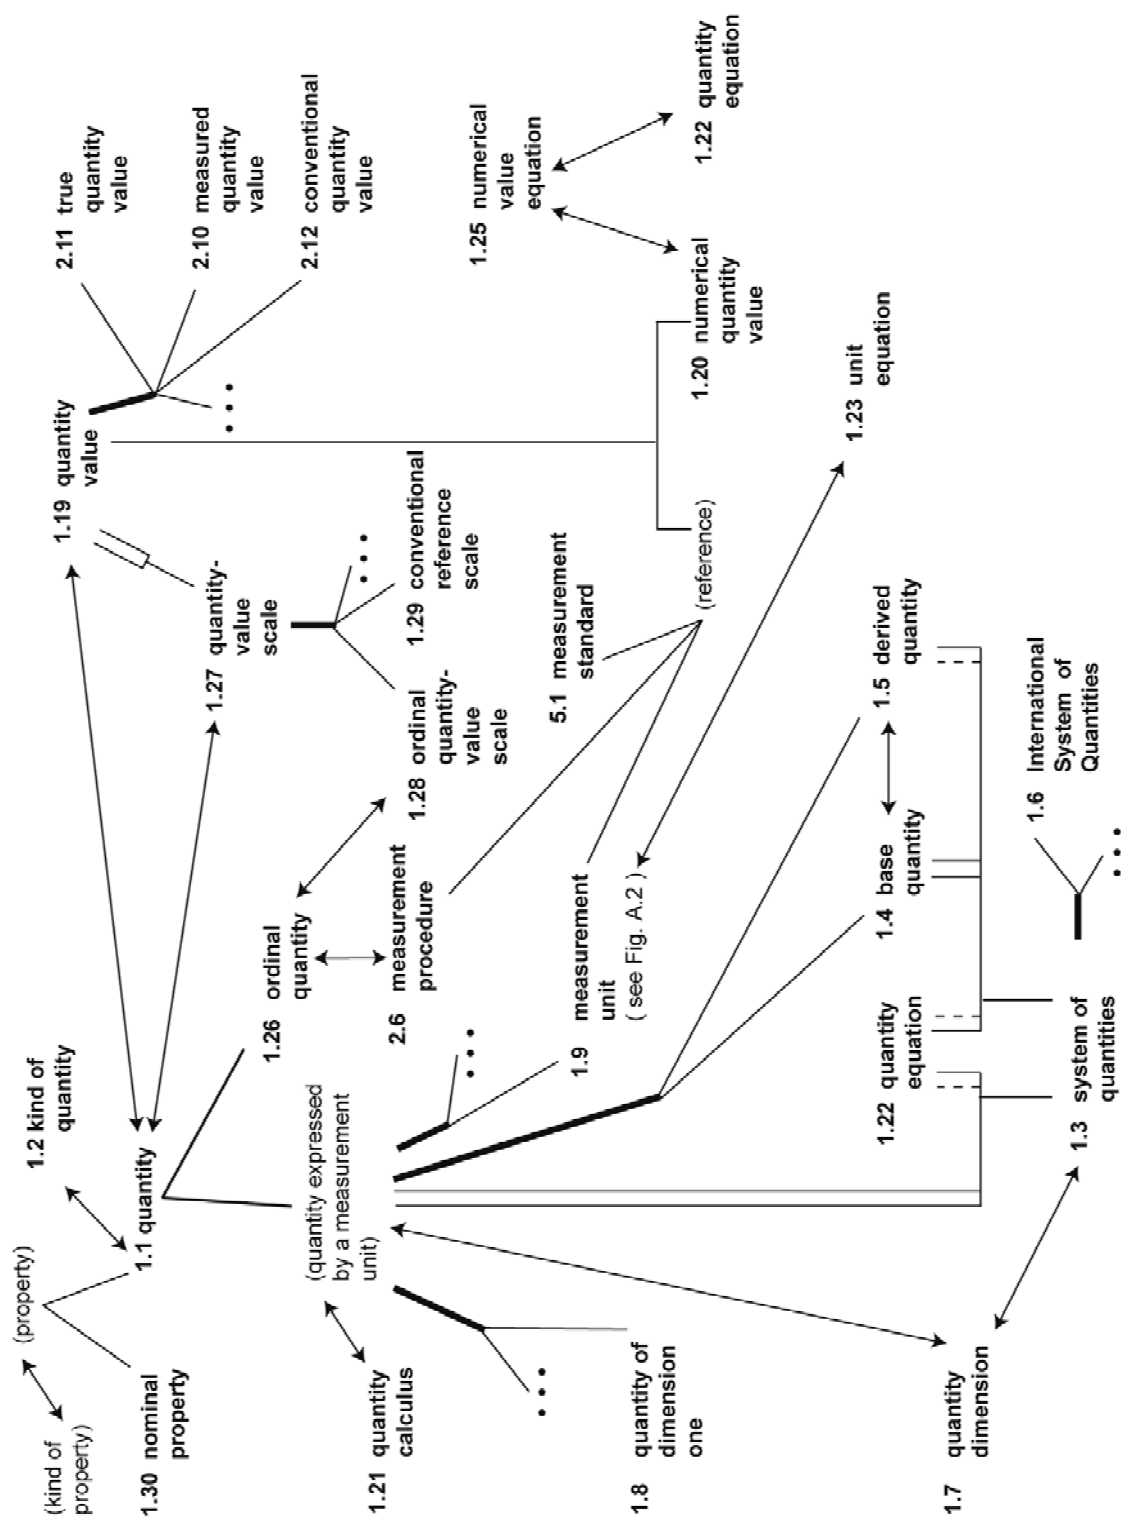 (kind of
property)
(property)
1.30 nominal
property
1.1 quantity
1.2 kind of
quantity
1.19 quantity
value
2.11 true
quantity
value
2.10 measured
quantity
value
2.12 conventional
quantity
value
• • •
1.27 quantity-
value
scale
• • •
1.26 ordinal
quantity
1.28 ordinal
quantity-
value
scale
1.29 conventional
reference
scale
(quantity expressed
by a measurement
unit)
1.21 quantity
calculus
2.6 measurement
procedure
• • •
1.25 numerical
value
equation
5.1 measurement
standard
• • •
1.9 measurement
unit
( see Fig. A.2 )
1.8 quantity of
dimension
one
(reference)
1.20 numerical
quantity
value
1.22 quantity
equation
1.23 unit
equation
1.22 quantity
equation
1.4 base
quantity
1.5 derived
quantity
1.7 quantity
dimension
1.3 system of
quantities
1.6 International
System of
Quantities
• • •